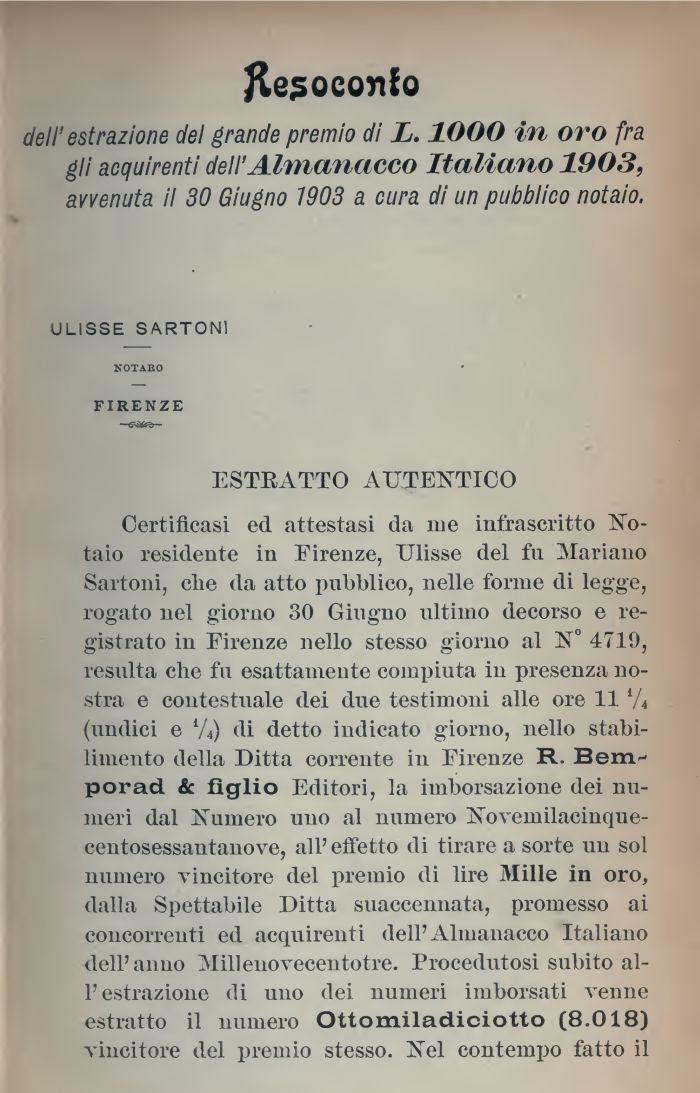 Resoconto
dell'estrazione del grande premio di L. 1000 in oro fra
gli acquirenti dell'Almanacco Italiano 1903,
avvenuta il 30 Giugno 1903 a cura di un pubblico notaio.
ULISSE SARTONI
NOTARO
FIRENZE
ESTRATTO AUTENTICO
Certificasi ed attestasi da me infrascritto No-
taio residente in Firenze, Ulisse del fu Mariano
Sartoni, che da atto pubblico, nelle forme di legge,
rogato nel giorno 30 Giugno ultimo decorso e re-
gistrato in Firenze nello stesso giorno al N° 4719,
resulta che fu esattamente compiuta in presenza no-
stra e contestuale dei due testimoni alle ore 11 1/4
(undici e 1/4) di detto indicato giorno, nello stabi-
limento della Ditta corrente in Firenze R. Bem-
porad & figlio Editori, la imborsazione dei nu-
meri dal Numero uno al numero Novemilacinque-
centosessantanove, all'effetto di tirare a sorte un sol
numero vincitore del premio di lire Mille in oro,
dalla Spettabile Ditta suaccennata, promesso ai
concorrenti ed acquirenti dell'Almanacco Italiano
dell'anno Millenovecentotre. Procedutosi subito al-
l'estrazione di uno dei numeri imborsati venne
estratto il numero Ottomiladiciotto (8.018)
vincitore del premio stesso. Nel contempo fatto il